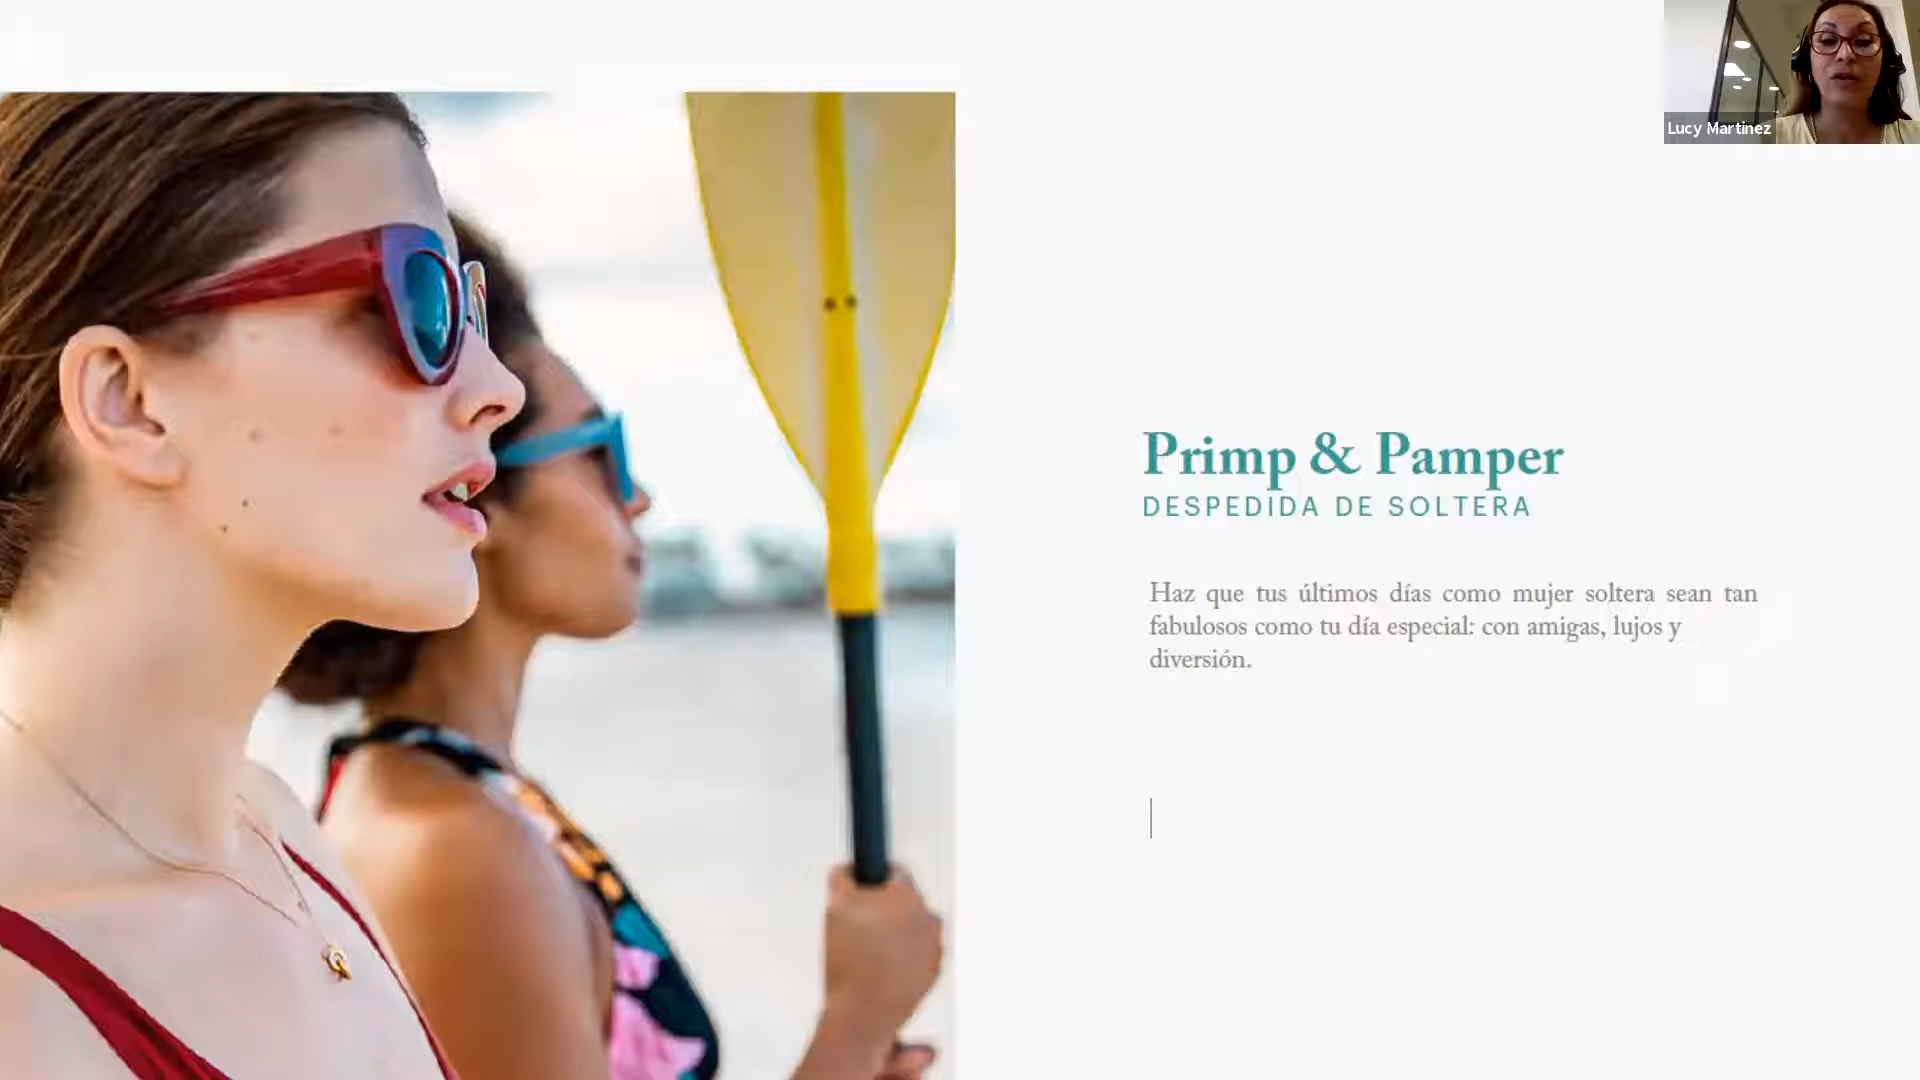 Lucy Martinez
Primp & Pamper
DESPEDIDA DE SOLTERA
Haz que tus últimos días como mujer soltera sean tan
fabulosos como tu día especial: con amigas, lujos y
diversión.